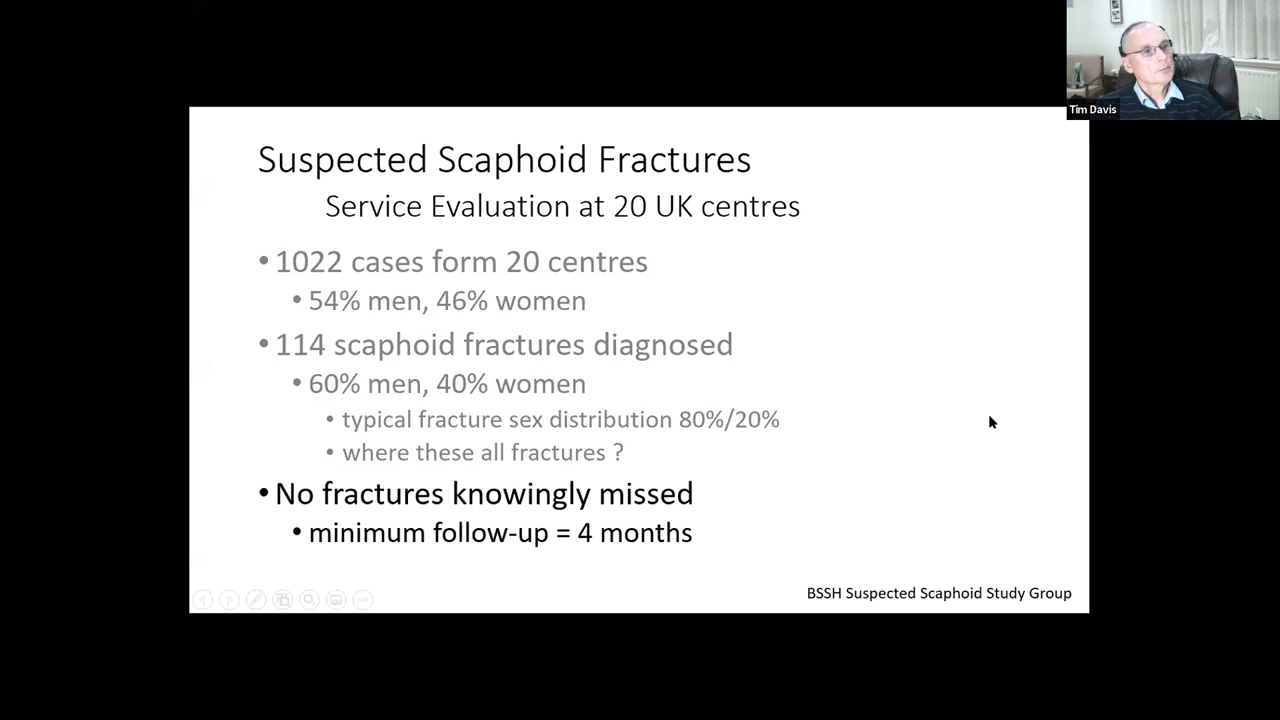 Tim Davis
Suspected Scaphoid Fractures
Service Evaluation at 20 UK centres
• 1022 cases form 20 centres
• 54% men, 46% women
• 114 scaphoid fractures diagnosed
• 60% men, 40% women
• typical fracture sex distribution 80%/20%
• where these all fractures ?
• No fractures knowingly missed
• minimum follow-up = 4 months
BSSH Suspected Scaphoid Study Group